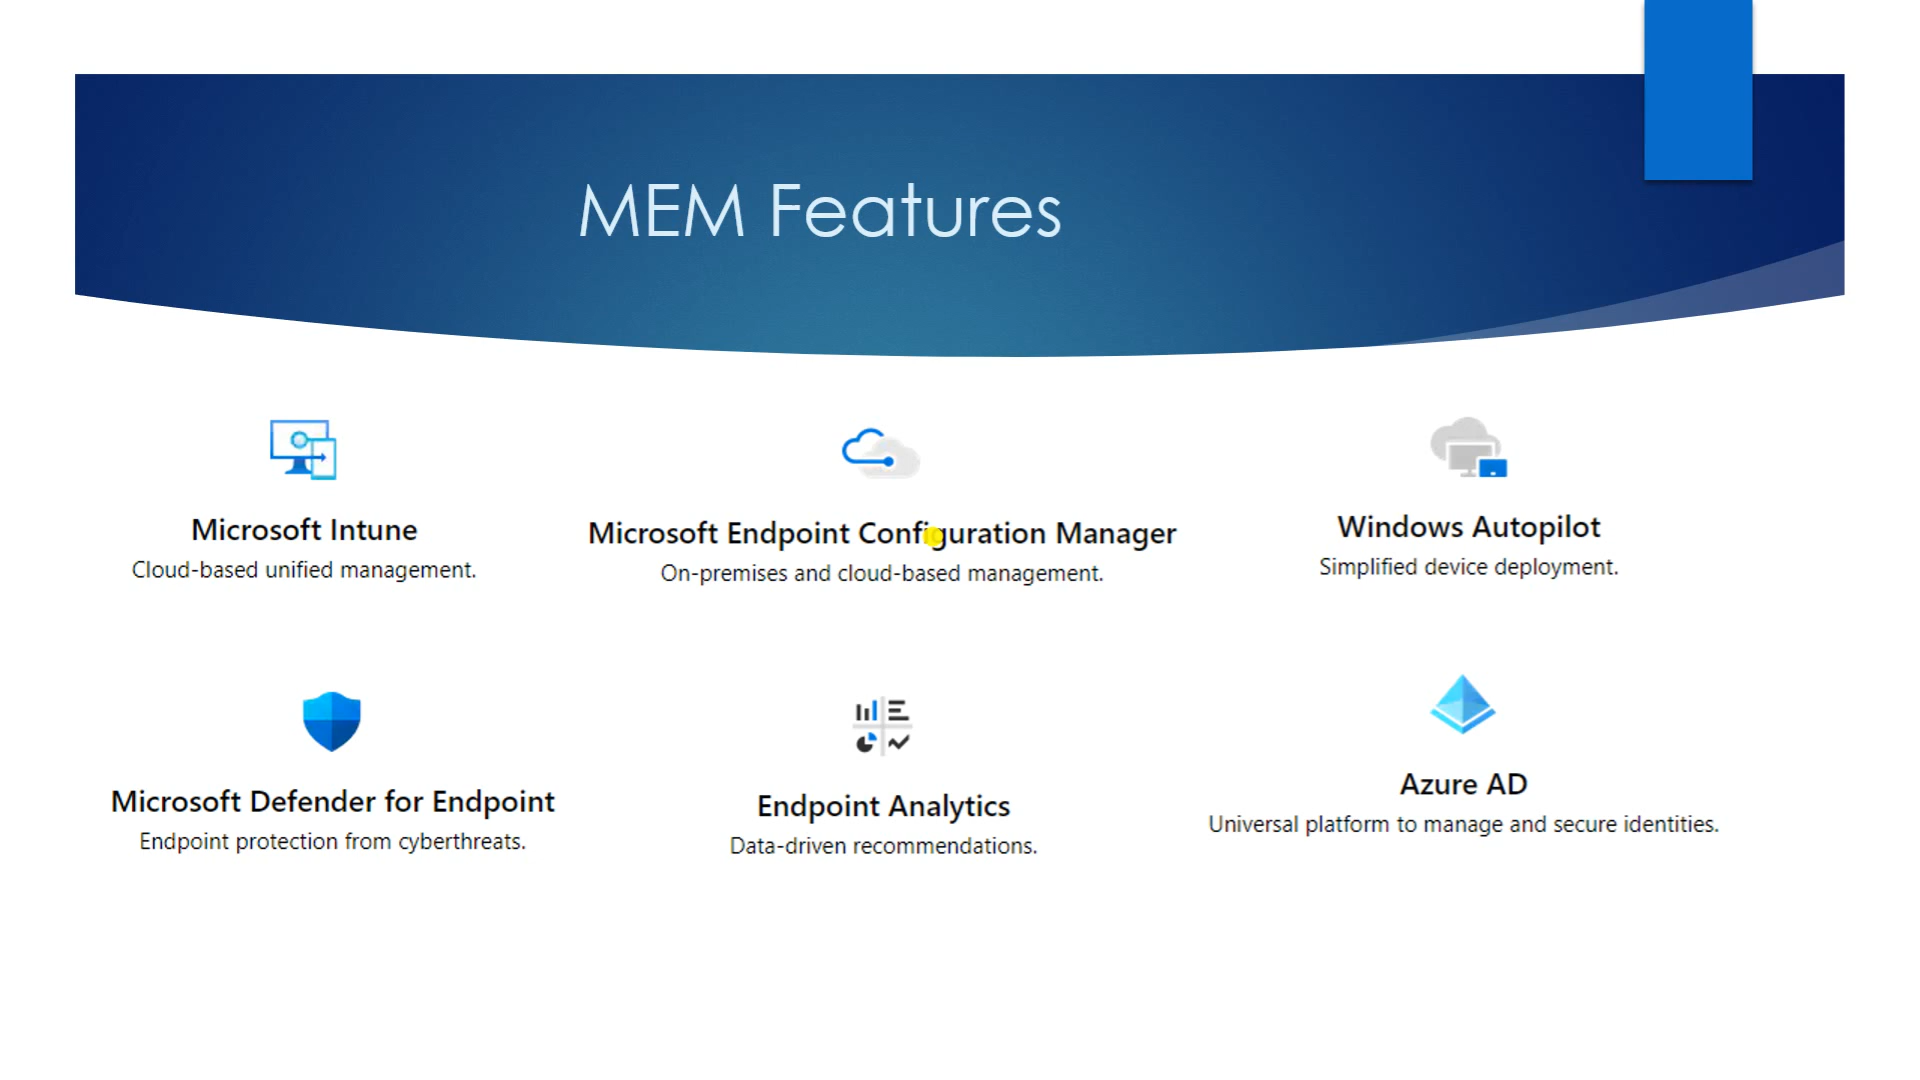 MEM Features
Microsoft Intune
Cloud-based unified management.
Microsoft Endpoint Configuration Manager
On-premises and cloud-based management.
Windows Autopilot
Simplified device deployment.
Microsoft Defender for Endpoint
Endpoint protection from cyberthreats.
Endpoint Analytics
Data-driven recommendations.
Azure AD
Universal platform to manage and secure identities.